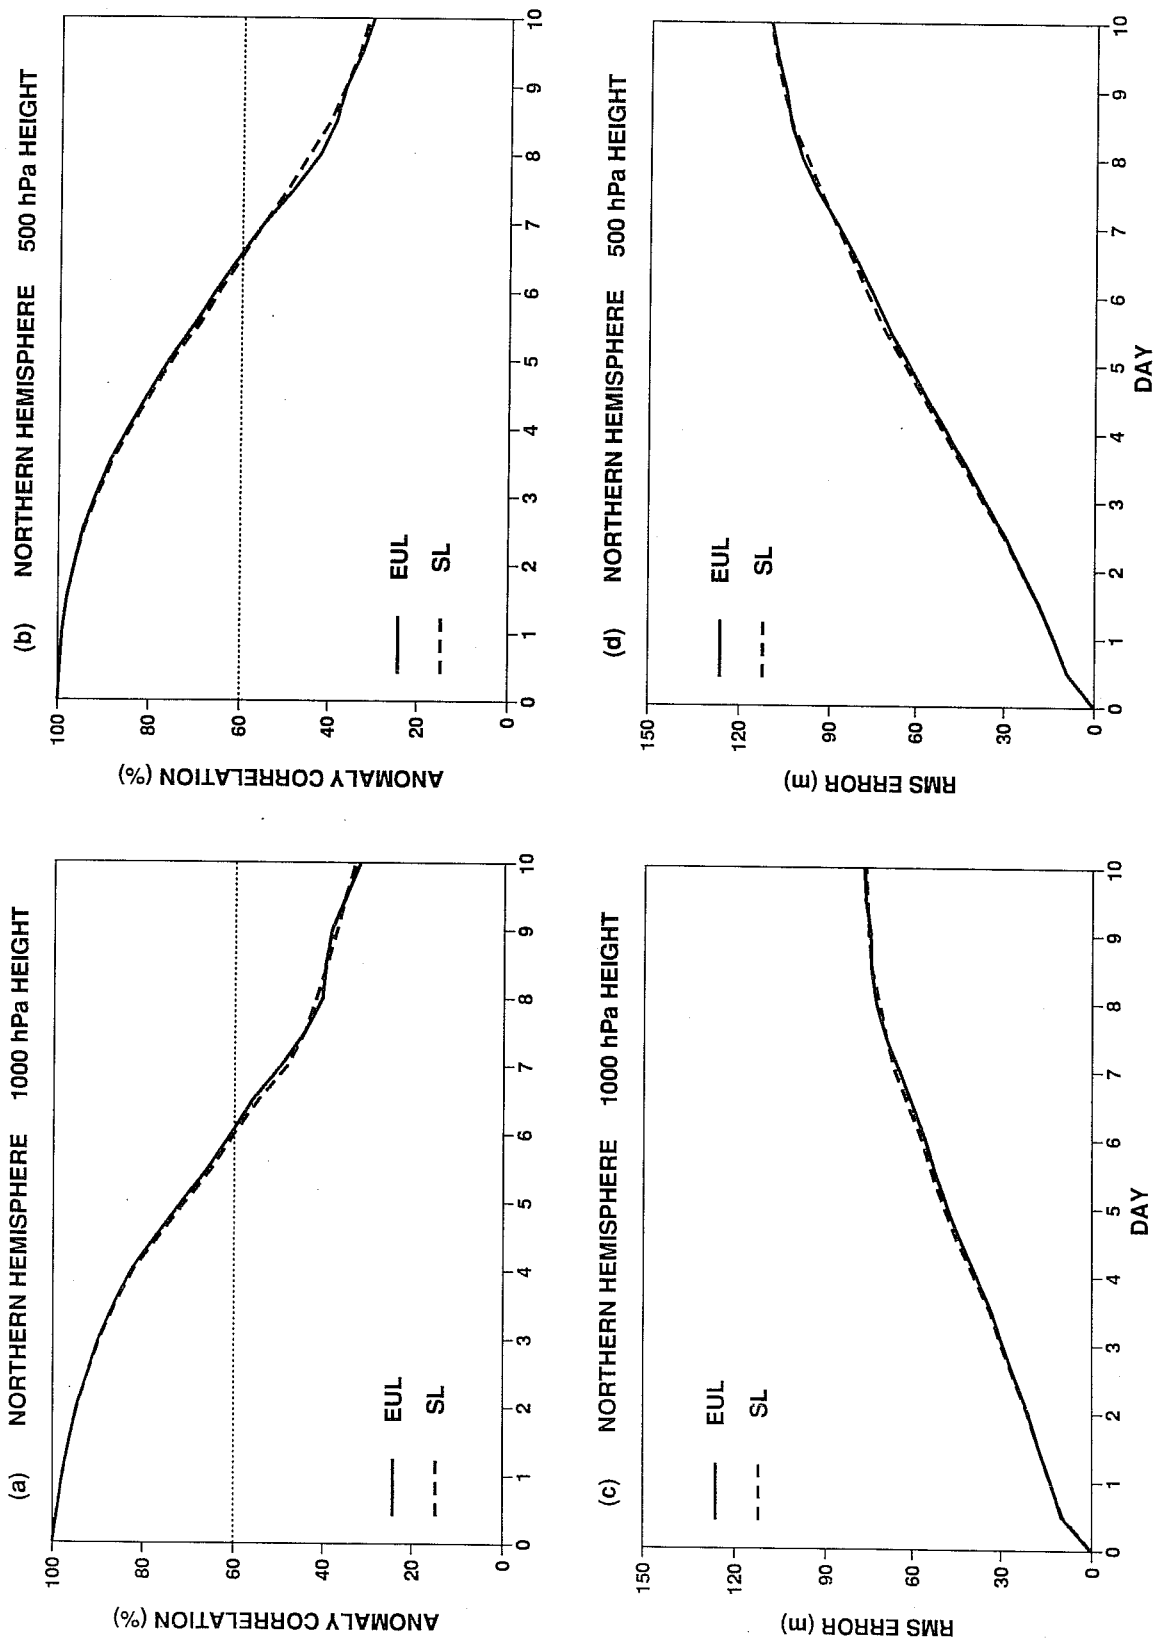 (a) NORTHERN HEMISPHERE 1000 hPa HEIGHT
ANOMALY CORRELATION (%)
100
80
60
40
20
0
EUL
SL
0 1 2 3 4 5 6 7 8 9 10
(b) NORTHERN HEMISPHERE 500 hPa HEIGHT
ANOMALY CORRELATION (%)
100
80
60
40
20
0
EUL
SL
0 1 2 3 4 5 6 7 8 9 10
(c) NORTHERN HEMISPHERE 1000 hPa HEIGHT
RMS ERROR (m)
150
120
90
60
30
0
EUL
SL
0 1 2 3 4 5 6 7 8 9 10
DAY
(d) NORTHERN HEMISPHERE 500 hPa HEIGHT
RMS ERROR (m)
150
120
90
60
30
0
EUL
SL
0 1 2 3 4 5 6 7 8 9 10
DAY